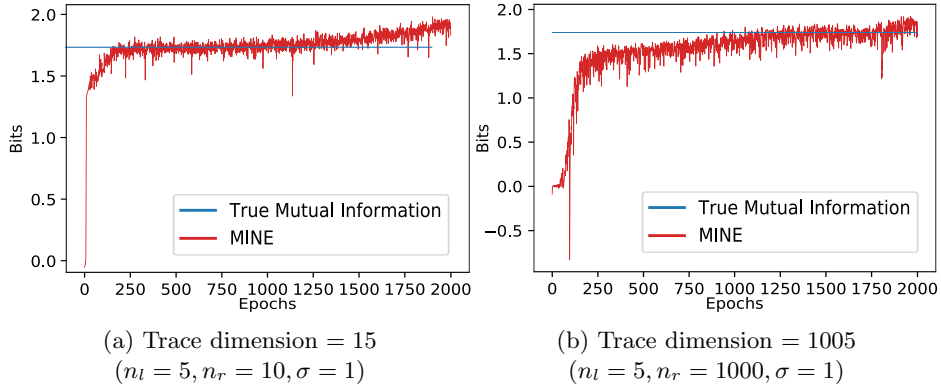 2.0
1.5
1.0
0.5
0.0
Bits
0 250 500 750 1000 1250 1500 1750 2000
Epochs
True Mutual Information
MINE
(a) Trace dimension = 15
(n_l = 5, n_r = 10, σ = 1)
2.0
1.5
1.0
0.5
0.0
−0.5
Bits
0 250 500 750 1000 1250 1500 1750 2000
Epochs
True Mutual Information
MINE
(b) Trace dimension = 1005
(n_l = 5, n_r = 1000, σ = 1)